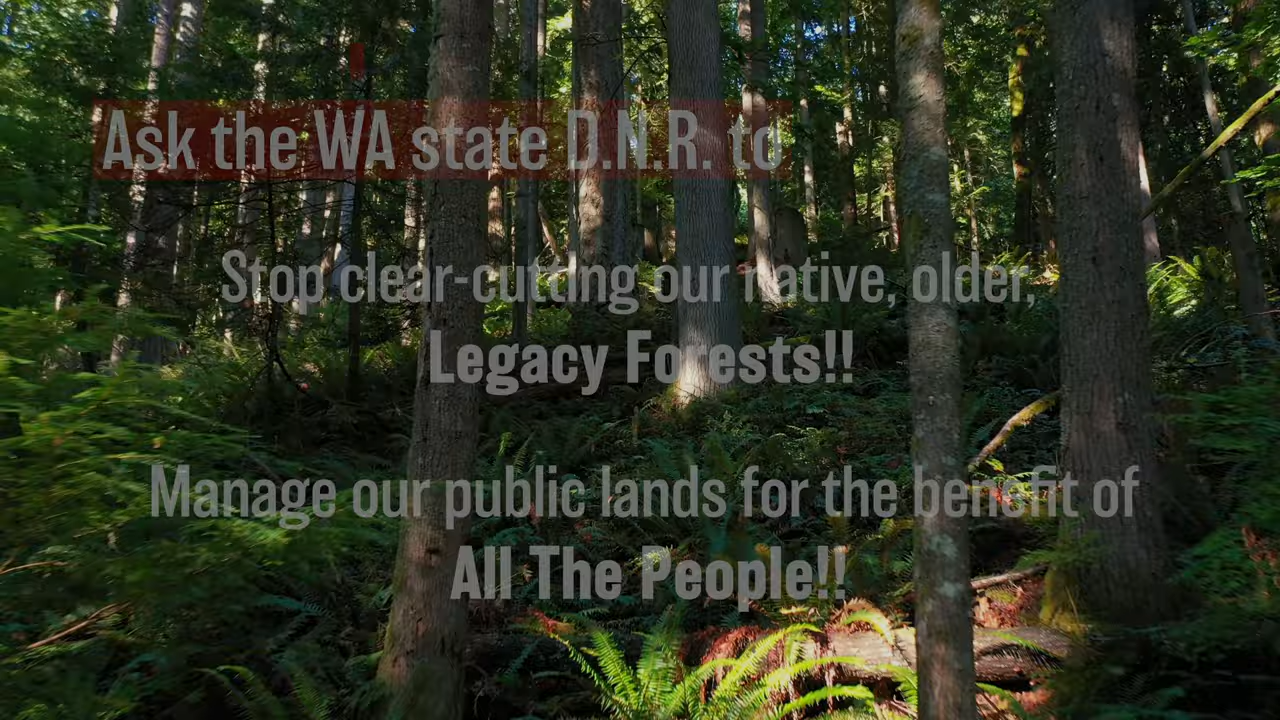 Ask the WA state D.N.R. to
Stop clear-cutting our native, older,
Legacy Forests!!
Manage our public lands for the benefit of
All The People!!